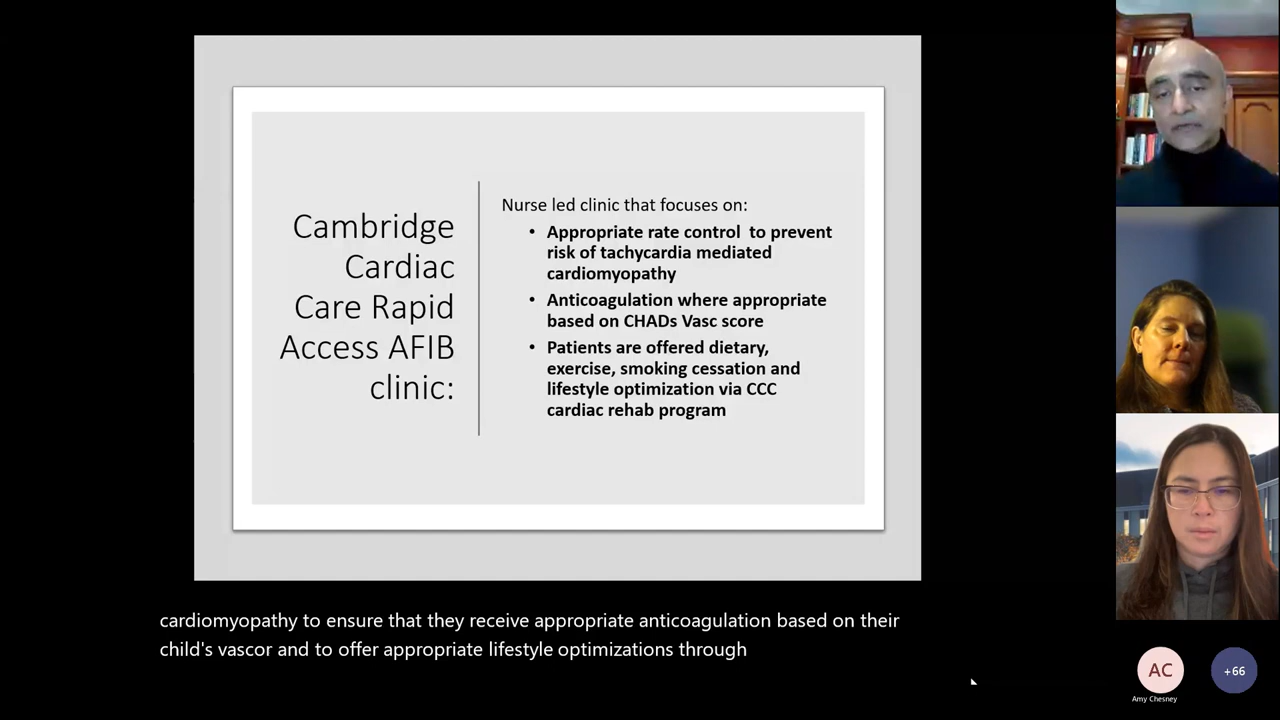 Cambridge
Cardiac
Care Rapid
Access AFIB
clinic:
Nurse led clinic that focuses on:
• Appropriate rate control to prevent
risk of tachycardia mediated
cardiomyopathy
• Anticoagulation where appropriate
based on CHADs Vasc score
• Patients are offered dietary,
exercise, smoking cessation and
lifestyle optimization via CCC
cardiac rehab program
cardiomyopathy to ensure that they receive appropriate anticoagulation based on their
child's vascor and to offer appropriate lifestyle optimizations through
AC
+66
Amy Chesney